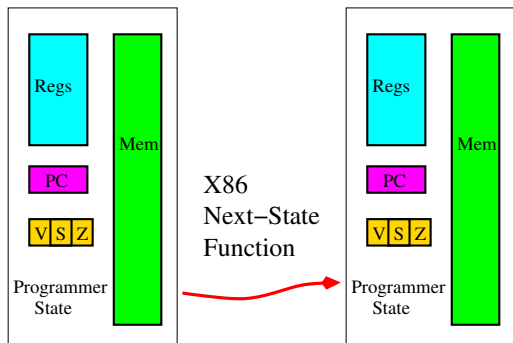 Regs
Mem
PC
V S Z
Programmer
State
X86
Next−State
Function
Regs
Mem
PC
V S Z
Programmer
State